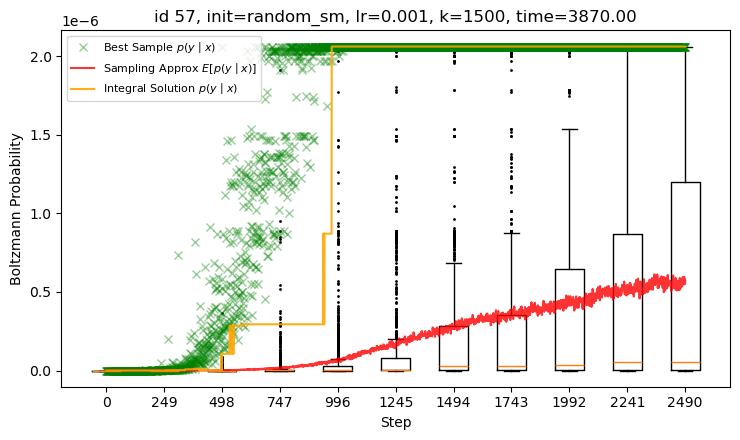 id 57, init=random_sm, lr=0.001, k=1500, time=3870.00
1e−6
Best Sample p(y | x)
Sampling Approx E[p(y | x)]
Integral Solution p(y | x)
2.0
1.5
1.0
0.5
0.0
Boltzmann Probability
0 249 498 747 996 1245 1494 1743 1992 2241 2490
Step